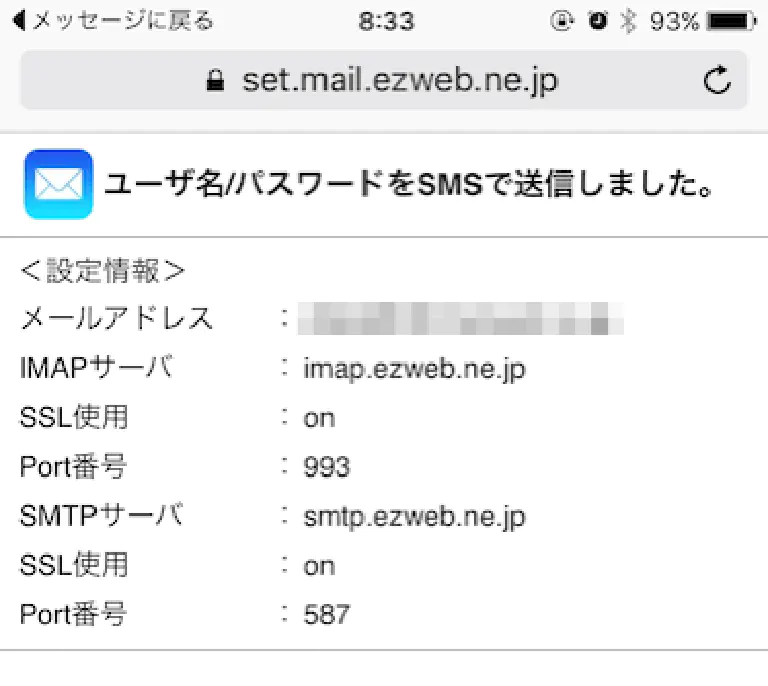 メッセージに戻る 8:33 93%
set.mail.ezweb.ne.jp
ユーザ名/パスワードをSMSで送信しました。
＜設定情報＞
メールアドレス :
IMAPサーバ : imap.ezweb.ne.jp
SSL使用 : on
Port番号 : 993
SMTPサーバ : smtp.ezweb.ne.jp
SSL使用 : on
Port番号 : 587